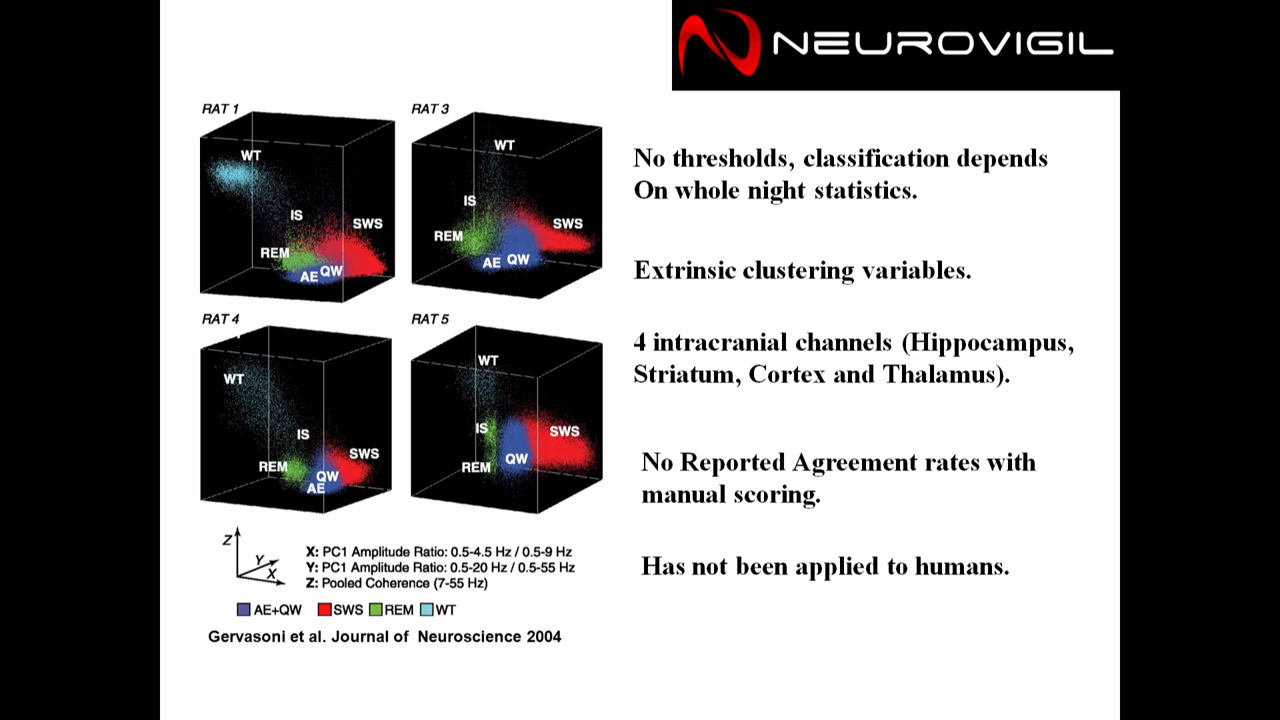 NEUROVIGIL
RAT 1
WT
IS
SWS
REM
AE
QW
RAT 3
WT
IS
SWS
REM
AE
QW
RAT 4
WT
IS
SWS
REM
QW
AE
RAT 5
WT
IS
SWS
QW
REM
Z
Y
X
X: PC1 Amplitude Ratio: 0.5-4.5 Hz / 0.5-9 Hz
Y: PC1 Amplitude Ratio: 0.5-20 Hz / 0.5-55 Hz
Z: Pooled Coherence (7-55 Hz)
AE+QW SWS REM WT
Gervasoni et al. Journal of Neuroscience 2004
No thresholds, classification depends
On whole night statistics.
Extrinsic clustering variables.
4 intracranial channels (Hippocampus,
Striatum, Cortex and Thalamus).
No Reported Agreement rates with
manual scoring.
Has not been applied to humans.